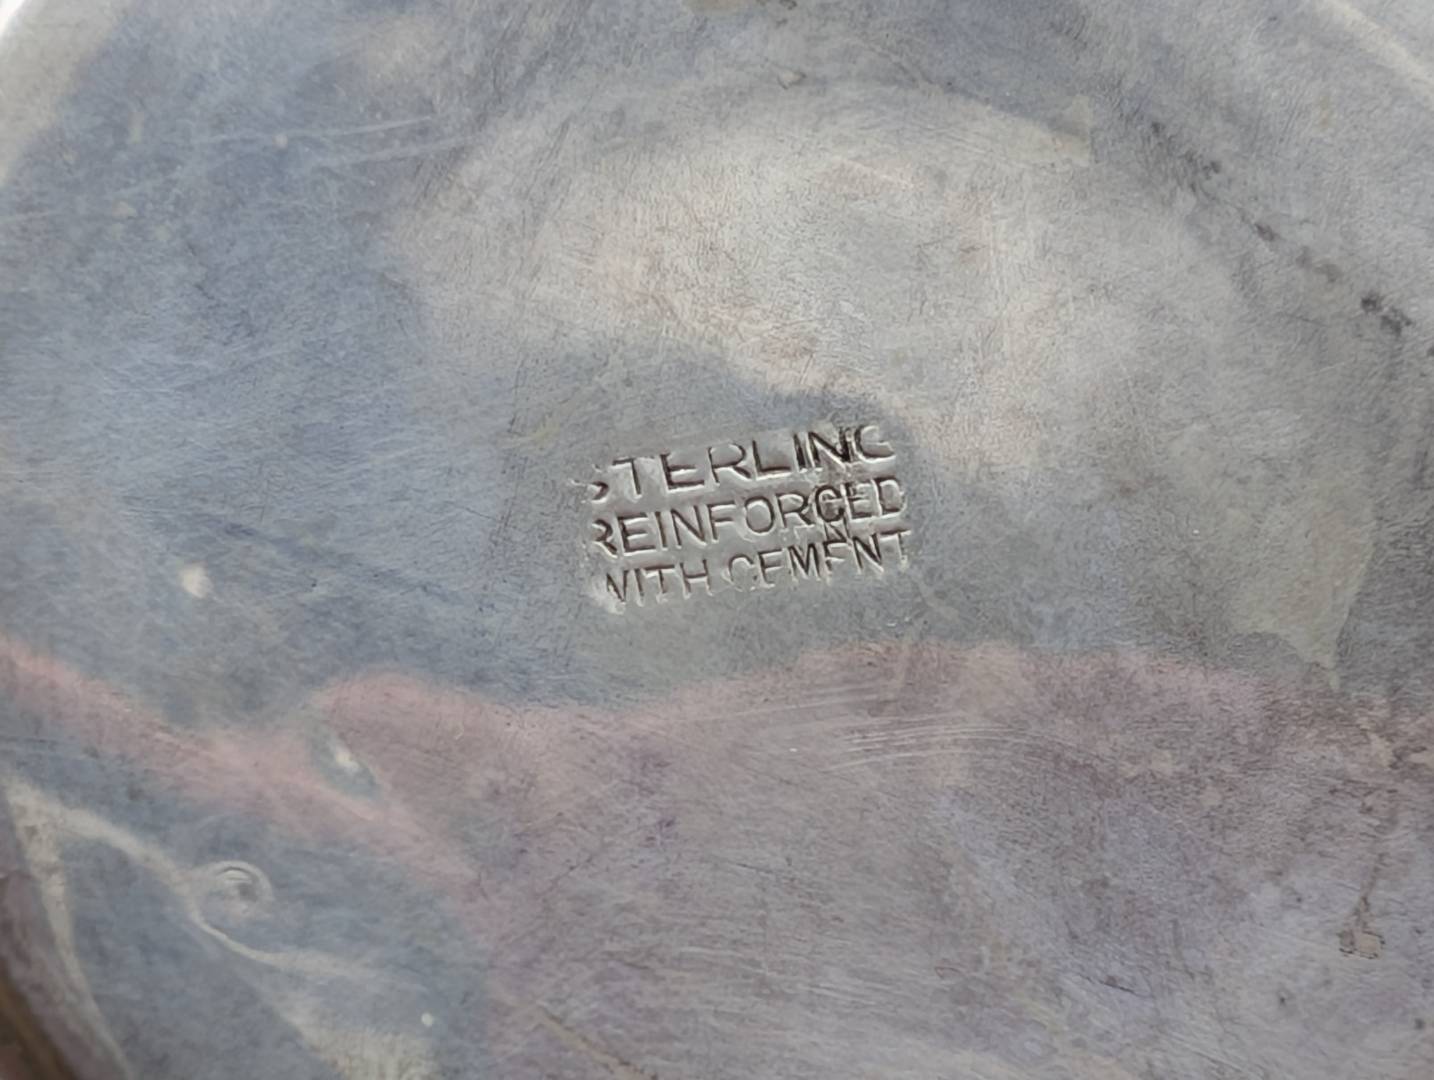 STERLING
REINFORCED
WITH CEMENT